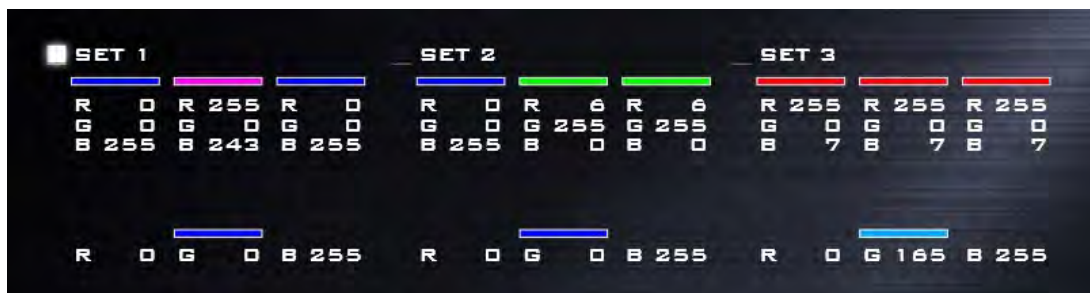 SET 1 SET 2 SET 3
R 0 R 255 R 0 R 0 R 6 R 6 R 255 R 255 R 255
G 0 G 0 G 0 G 0 G 255 G 255 G 0 G 0 G 0
B 255 B 243 B 255 B 255 B 0 B 0 B 7 B 7 B 7
R 0 G 0 B 255 R 0 G 0 B 255 R 0 G 165 B 255